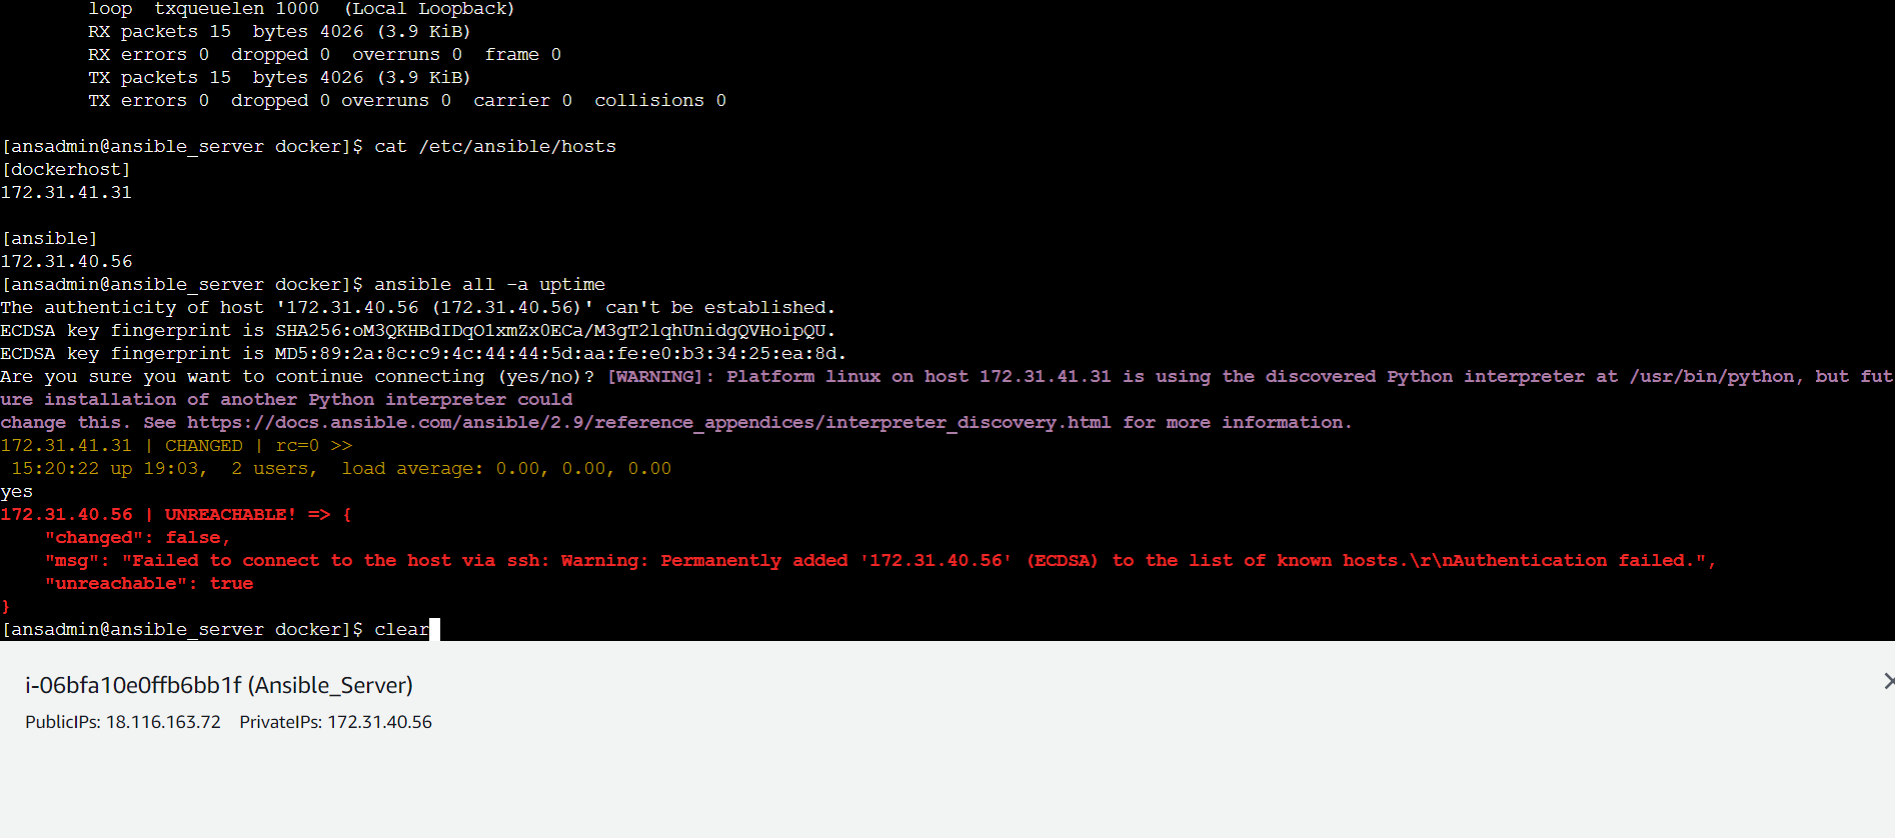 loop  txqueuelen 1000  (Local Loopback)
RX packets 15  bytes 4026 (3.9 KiB)
RX errors 0  dropped 0  overruns 0  frame 0
TX packets 15  bytes 4026 (3.9 KiB)
TX errors 0  dropped 0 overruns 0  carrier 0  collisions 0
[ansadmin@ansible_server docker]$ cat /etc/ansible/hosts
[dockerhost]
172.31.41.31
[ansible]
172.31.40.56
[ansadmin@ansible_server docker]$ ansible all -a uptime
The authenticity of host '172.31.40.56 (172.31.40.56)' can't be established.
ECDSA key fingerprint is SHA256:oM3QKHBdIDqO1xmZx0ECa/M3gT2lqhUnidgQVHoipQU.
ECDSA key fingerprint is MD5:89:2a:8c:c9:4c:44:44:5d:aa:fe:e0:b3:34:25:ea:8d.
Are you sure you want to continue connecting (yes/no)? [WARNING]: Platform linux on host 172.31.41.31 is using the discovered Python interpreter at /usr/bin/python, but fut
ure installation of another Python interpreter could
change this. See https://docs.ansible.com/ansible/2.9/reference_appendices/interpreter_discovery.html for more information.
172.31.41.31 | CHANGED | rc=0 >>
15:20:22 up 19:03,  2 users,  load average: 0.00, 0.00, 0.00
yes
172.31.40.56 | UNREACHABLE! => {
"changed": false,
"msg": "Failed to connect to the host via ssh: Warning: Permanently added '172.31.40.56' (ECDSA) to the list of known hosts.\r\nAuthentication failed.",
"unreachable": true
}
[ansadmin@ansible_server docker]$ clear
i-06bfa10e0ffb6bb1f (Ansible_Server)
PublicIPs: 18.116.163.72 PrivateIPs: 172.31.40.56